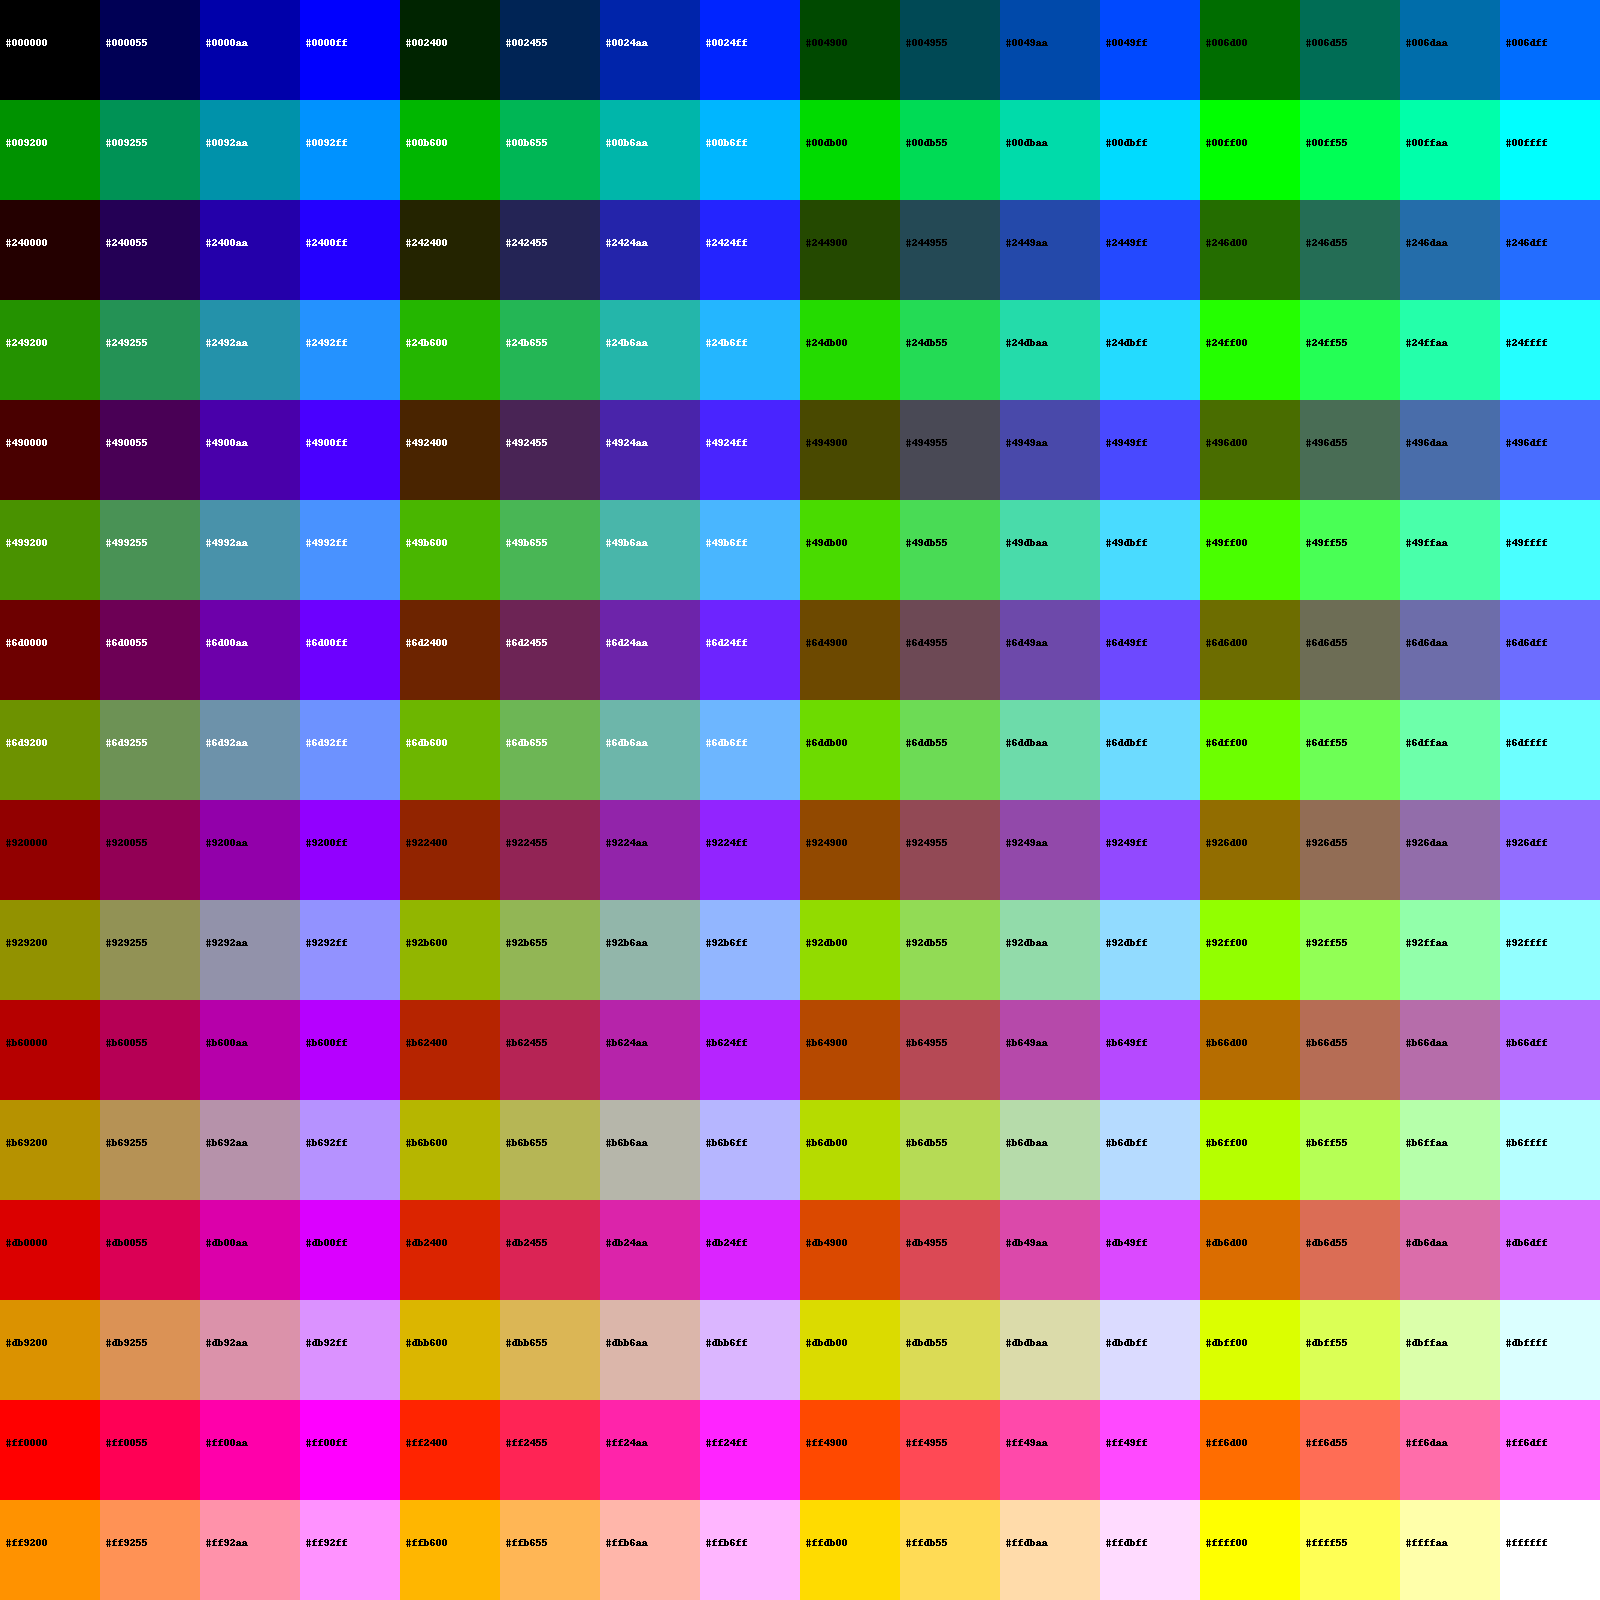 #000000 #000055 #0000aa #0000ff #002400 #002455 #0024aa #0024ff #004900 #004955 #0049aa #0049ff #006d00 #006d55 #006daa #006dff
#009200 #009255 #0092aa #0092ff #00b600 #00b655 #00b6aa #00b6ff #00db00 #00db55 #00dbaa #00dbff #00ff00 #00ff55 #00ffaa #00ffff
#240000 #240055 #2400aa #2400ff #242400 #242455 #2424aa #2424ff #244900 #244955 #2449aa #2449ff #246d00 #246d55 #246daa #246dff
#249200 #249255 #2492aa #2492ff #24b600 #24b655 #24b6aa #24b6ff #24db00 #24db55 #24dbaa #24dbff #24ff00 #24ff55 #24ffaa #24ffff
#490000 #490055 #4900aa #4900ff #492400 #492455 #4924aa #4924ff #494900 #494955 #4949aa #4949ff #496d00 #496d55 #496daa #496dff
#499200 #499255 #4992aa #4992ff #49b600 #49b655 #49b6aa #49b6ff #49db00 #49db55 #49dbaa #49dbff #49ff00 #49ff55 #49ffaa #49ffff
#6d0000 #6d0055 #6d00aa #6d00ff #6d2400 #6d2455 #6d24aa #6d24ff #6d4900 #6d4955 #6d49aa #6d49ff #6d6d00 #6d6d55 #6d6daa #6d6dff
#6d9200 #6d9255 #6d92aa #6d92ff #6db600 #6db655 #6db6aa #6db6ff #6ddb00 #6ddb55 #6ddbaa #6ddbff #6dff00 #6dff55 #6dffaa #6dffff
#920000 #920055 #9200aa #9200ff #922400 #922455 #9224aa #9224ff #924900 #924955 #9249aa #9249ff #926d00 #926d55 #926daa #926dff
#929200 #929255 #9292aa #9292ff #92b600 #92b655 #92b6aa #92b6ff #92db00 #92db55 #92dbaa #92dbff #92ff00 #92ff55 #92ffaa #92ffff
#b60000 #b60055 #b600aa #b600ff #b62400 #b62455 #b624aa #b624ff #b64900 #b64955 #b649aa #b649ff #b66d00 #b66d55 #b66daa #b66dff
#b69200 #b69255 #b692aa #b692ff #b6b600 #b6b655 #b6b6aa #b6b6ff #b6db00 #b6db55 #b6dbaa #b6dbff #b6ff00 #b6ff55 #b6ffaa #b6ffff
#db0000 #db0055 #db00aa #db00ff #db2400 #db2455 #db24aa #db24ff #db4900 #db4955 #db49aa #db49ff #db6d00 #db6d55 #db6daa #db6dff
#db9200 #db9255 #db92aa #db92ff #dbb600 #dbb655 #dbb6aa #dbb6ff #dbdb00 #dbdb55 #dbdbaa #dbdbff #dbff00 #dbff55 #dbffaa #dbffff
#ff0000 #ff0055 #ff00aa #ff00ff #ff2400 #ff2455 #ff24aa #ff24ff #ff4900 #ff4955 #ff49aa #ff49ff #ff6d00 #ff6d55 #ff6daa #ff6dff
#ff9200 #ff9255 #ff92aa #ff92ff #ffb600 #ffb655 #ffb6aa #ffb6ff #ffdb00 #ffdb55 #ffdbaa #ffdbff #ffff00 #ffff55 #ffffaa #ffffff